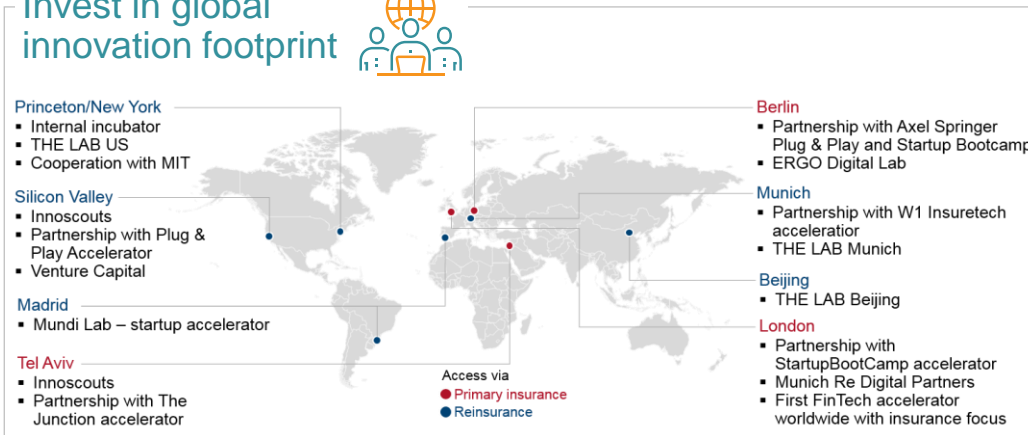 Invest in global
innovation footprint
Princeton/New York
▪ Internal incubator
▪ THE LAB US
▪ Cooperation with MIT
Silicon Valley
▪ Innoscouts
▪ Partnership with Plug &
Play Accelerator
▪ Venture Capital
Madrid
▪ Mundi Lab – startup accelerator
Tel Aviv
▪ Innoscouts
▪ Partnership with The
Junction accelerator
Access via
Primary insurance
Reinsurance
Berlin
▪ Partnership with Axel Springer
Plug & Play and Startup Bootcamp
▪ ERGO Digital Lab
Munich
▪ Partnership with W1 Insuretech
acceleratior
▪ THE LAB Munich
Beijing
▪ THE LAB Beijing
London
▪ Partnership with
StartupBootCamp accelerator
▪ Munich Re Digital Partners
▪ First FinTech accelerator
worldwide with insurance focus